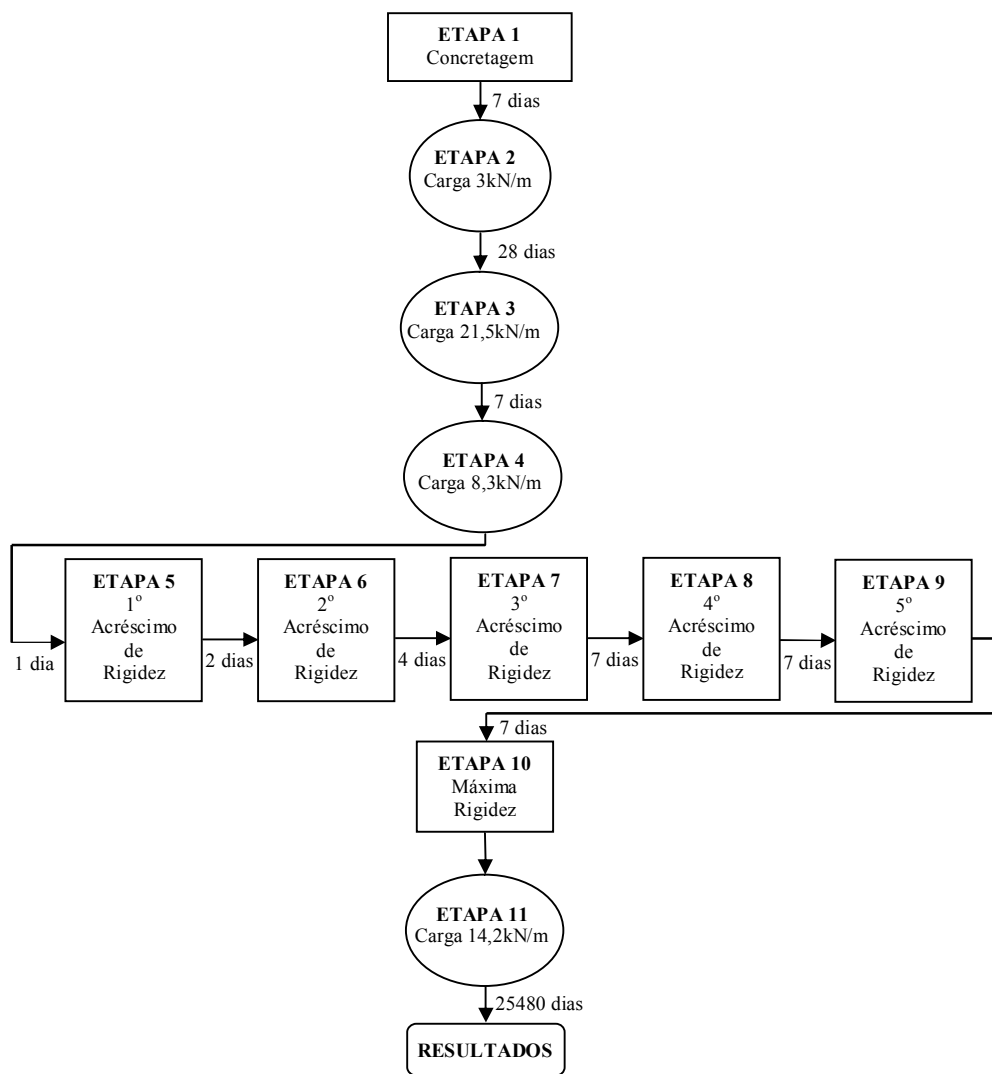 ETAPA 1
Concretagem
7 dias
ETAPA 2
Carga 3kN/m
28 dias
ETAPA 3
Carga 21,5kN/m
7 dias
ETAPA 4
Carga 8,3kN/m
1 dia
ETAPA 5
1º
Acréscimo
de
Rigidez
2 dias
ETAPA 6
2º
Acréscimo
de
Rigidez
4 dias
ETAPA 7
3º
Acréscimo
de
Rigidez
7 dias
ETAPA 8
4º
Acréscimo
de
Rigidez
7 dias
ETAPA 9
5º
Acréscimo
de
Rigidez
7 dias
ETAPA 10
Máxima
Rigidez
ETAPA 11
Carga 14,2kN/m
25480 dias
RESULTADOS